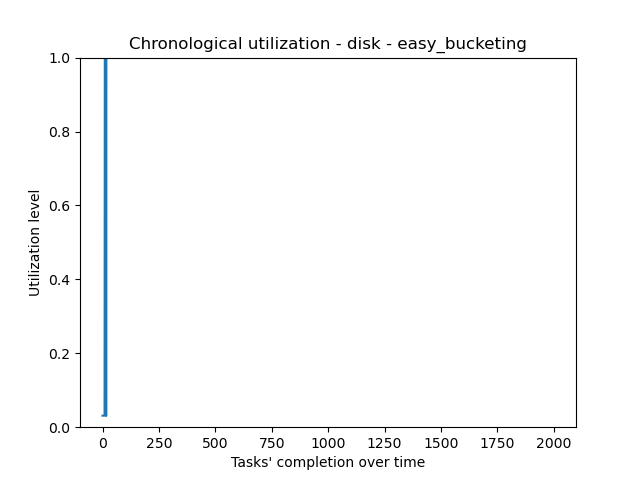 Chronological utilization - disk - easy_bucketing
1.0
0.8
0.6
0.4
0.2
0.0
Utilization level
0 250 500 750 1000 1250 1500 1750 2000
Tasks' completion over time